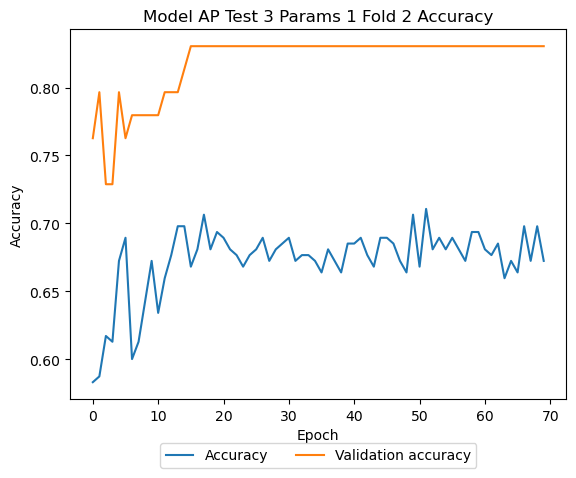 Model AP Test 3 Params 1 Fold 2 Accuracy
0.80
0.75
0.70
0.65
0.60
Accuracy
0 10 20 30 40 50 60 70
Epoch
Accuracy Validation accuracy